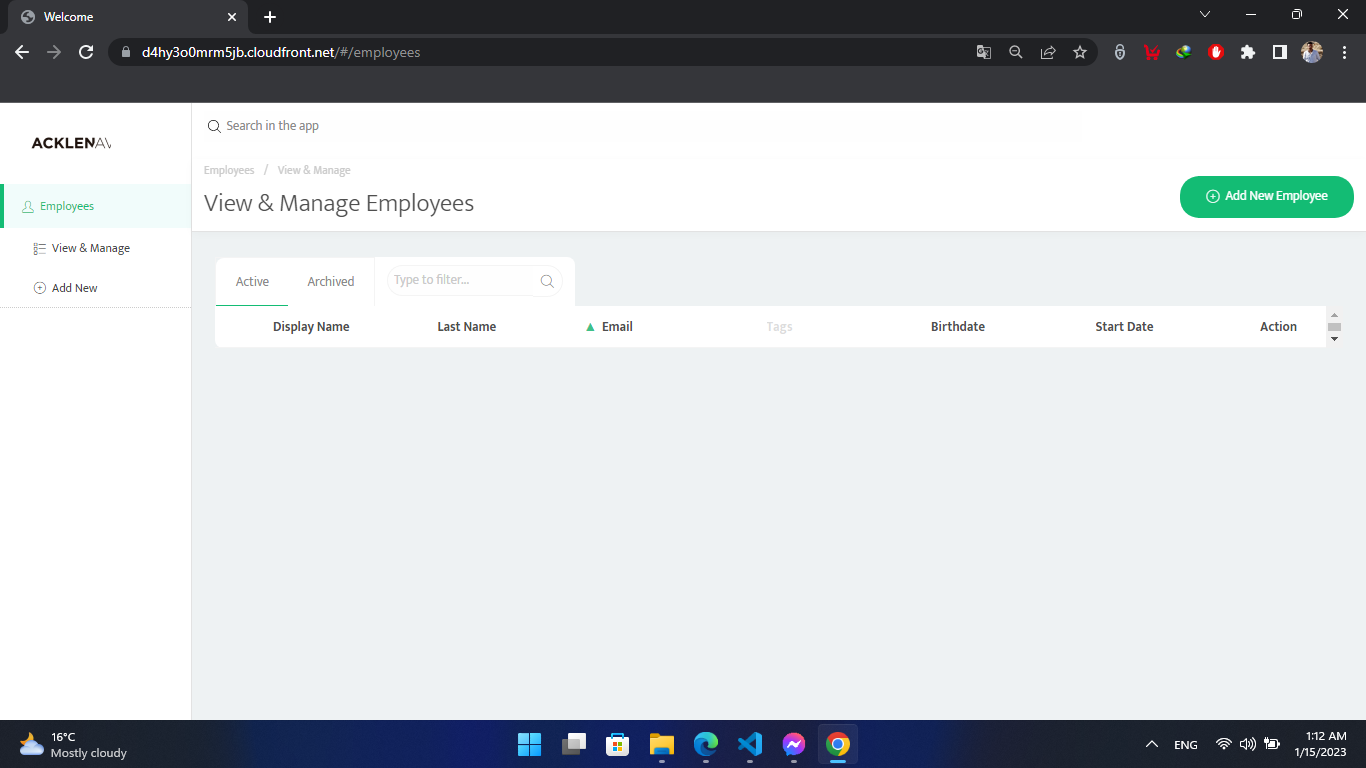 Welcome
d4hy3o0mrm5jb.cloudfront.net/#/employees
ACKLENAV
Search in the app
Employees / View & Manage
View & Manage Employees
Add New Employee
Employees
View & Manage
Add New
Active Archived Type to filter...
Display Name Last Name Email Tags Birthdate Start Date Action
16°C
Mostly cloudy
ENG
1:12 AM
1/15/2023